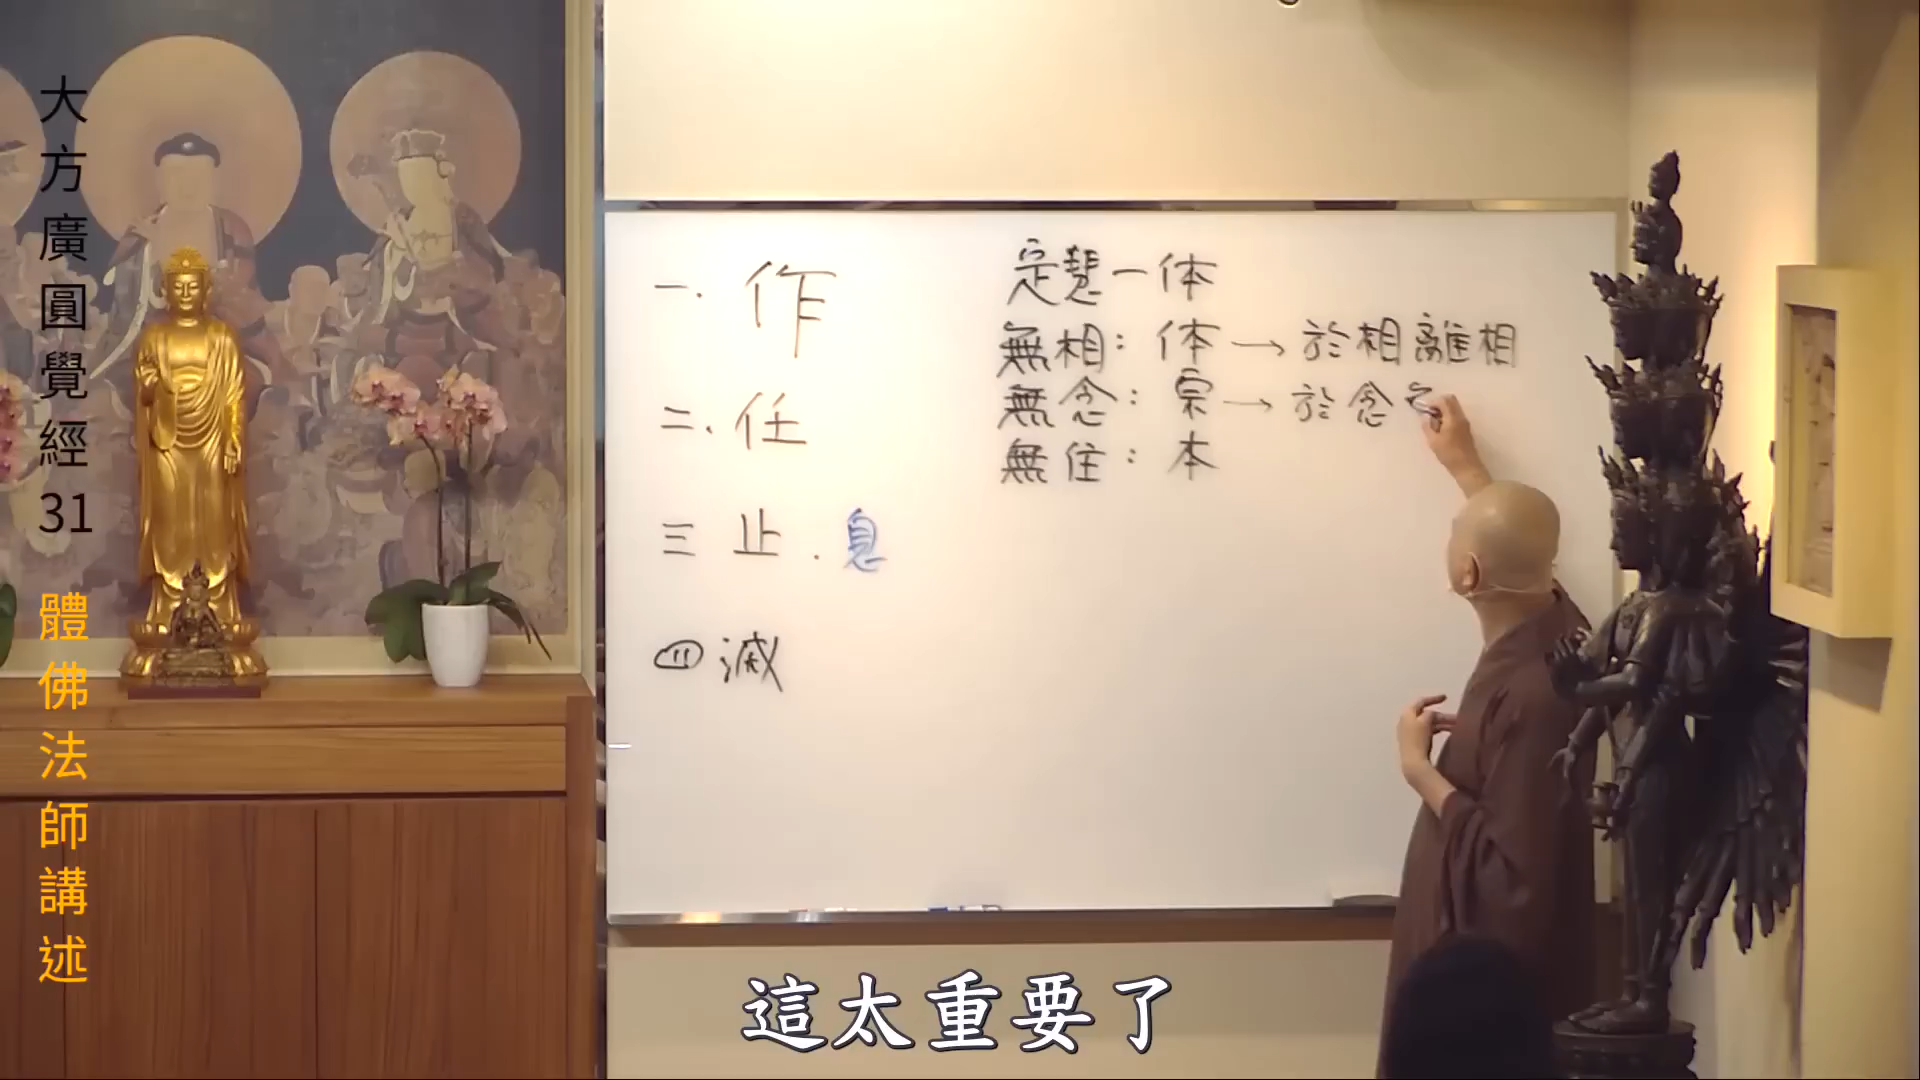 大方廣圓覺經31 體佛法師講述
一. 作
二. 任
三 止. 息
四 滅
定慧一体
無相: 体→於相離相
無念: 宗→於念
無住: 本
這太重要了